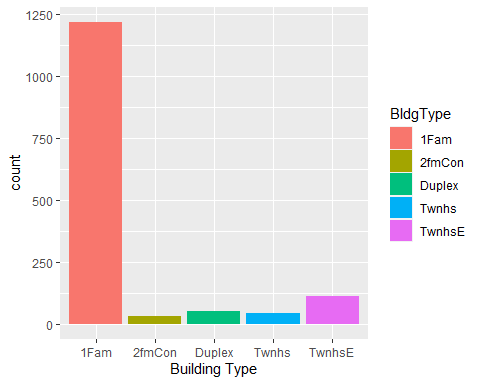 1250
1000
750
500
250
0
count
1Fam 2fmCon Duplex Twnhs TwnhsE
Building Type
BldgType
1Fam
2fmCon
Duplex
Twnhs
TwnhsE